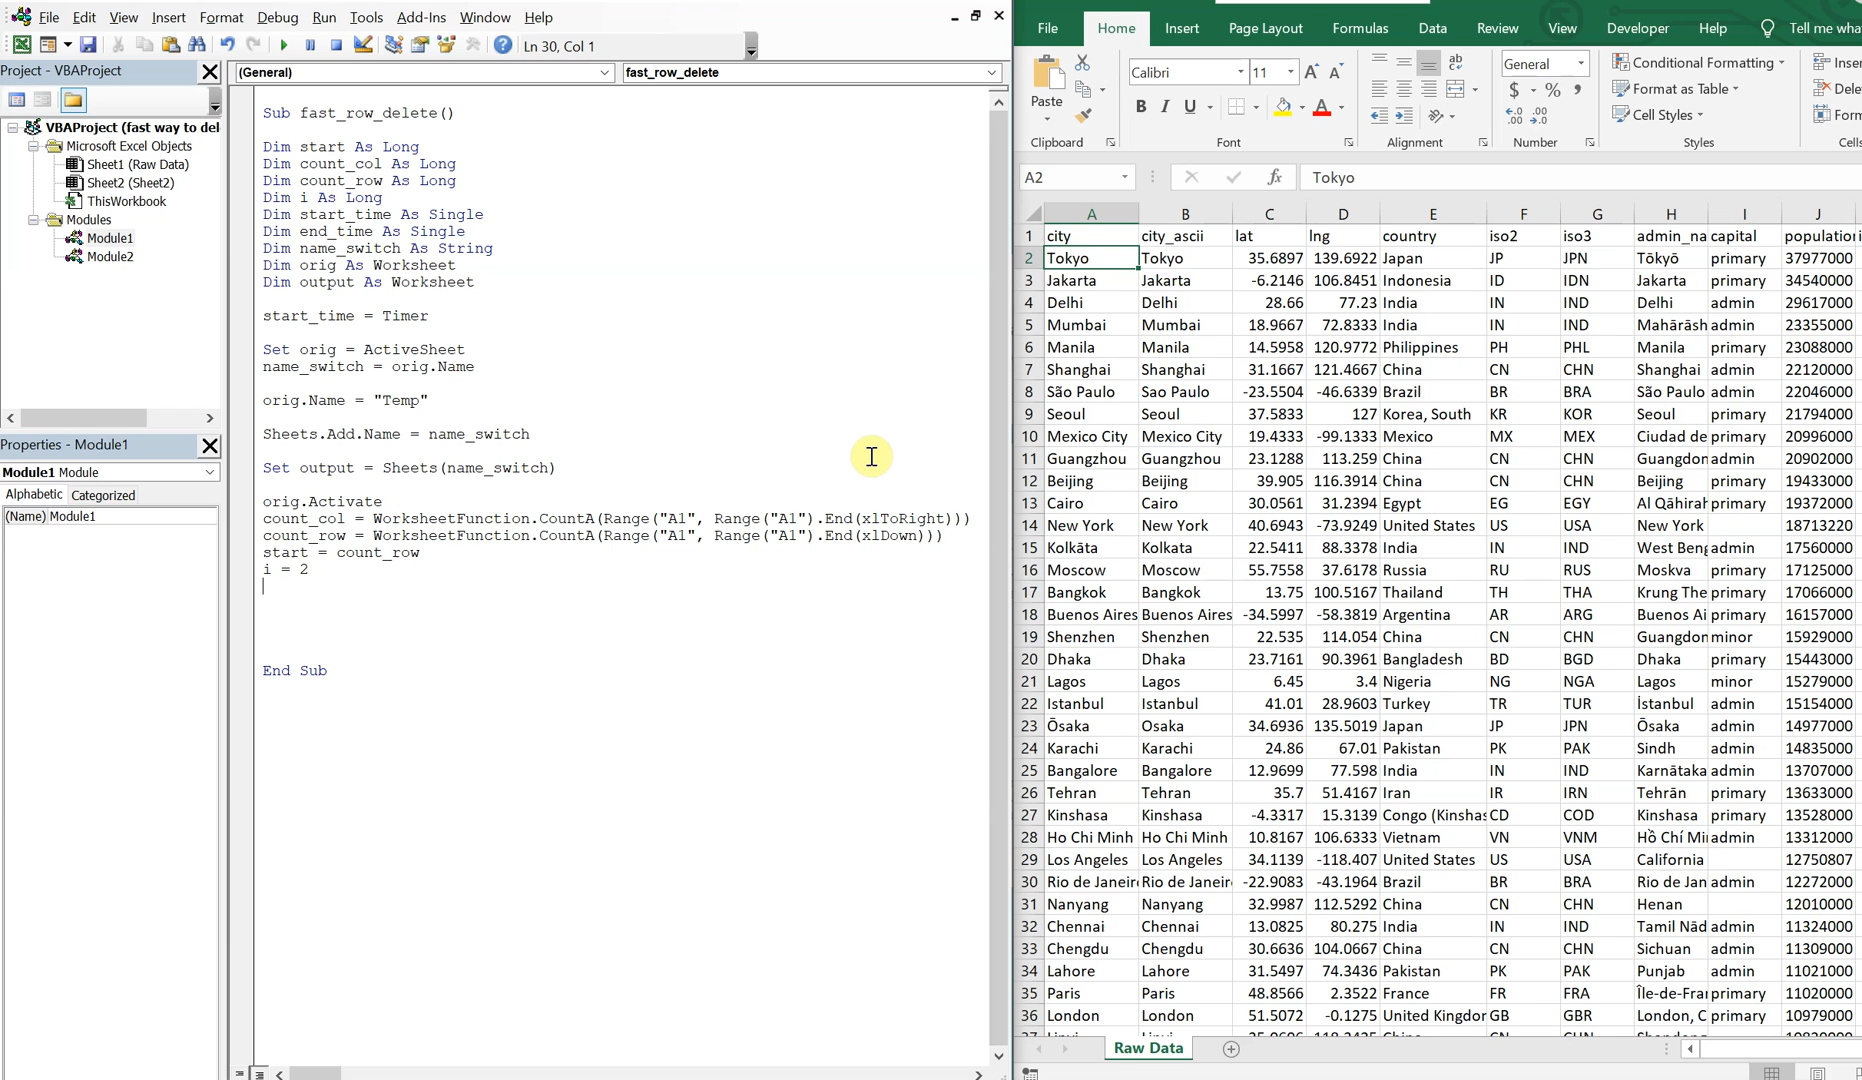 File Edit View Insert Format Debug Run Tools Add-Ins Window Help
Ln 30, Col 1
Project - VBAProject
(General)
fast_row_delete
VBAProject (fast way to del
Microsoft Excel Objects
Sheet1 (Raw Data)
Sheet2 (Sheet2)
ThisWorkbook
Modules
Module1
Module2
Properties - Module1
Module1 Module
Alphabetic Categorized
(Name) Module1
Sub fast_row_delete()
Dim start As Long
Dim count_col As Long
Dim count_row As Long
Dim i As Long
Dim start_time As Single
Dim end_time As Single
Dim name_switch As String
Dim orig As Worksheet
Dim output As Worksheet
start_time = Timer
Set orig = ActiveSheet
name_switch = orig.Name
orig.Name = "Temp"
Sheets.Add.Name = name_switch
Set output = Sheets(name_switch)
orig.Activate
count_col = WorksheetFunction.CountA(Range("A1", Range("A1").End(xlToRight)))
count_row = WorksheetFunction.CountA(Range("A1", Range("A1").End(xlDown)))
start = count_row
i = 2
End Sub
File Home Insert Page Layout Formulas Data Review View Developer Help Tell me wha
Paste
Calibri 11
B I U
General
$ % ,
Conditional Formatting
Format as Table
Cell Styles
Inser
Dele
Form
Clipboard Font Alignment Number Styles Cells
A2 fx Tokyo
A B C D E F G H I J
1 city city_ascii lat lng country iso2 iso3 admin_na capital population
2 Tokyo Tokyo 35.6897 139.6922 Japan JP JPN Tōkyō primary 37977000
3 Jakarta Jakarta -6.2146 106.8451 Indonesia ID IDN Jakarta primary 34540000
4 Delhi Delhi 28.66 77.23 India IN IND Delhi admin 29617000
5 Mumbai Mumbai 18.9667 72.8333 India IN IND Mahārāsh admin 23355000
6 Manila Manila 14.5958 120.9772 Philippines PH PHL Manila primary 23088000
7 Shanghai Shanghai 31.1667 121.4667 China CN CHN Shanghai admin 22120000
8 São Paulo Sao Paulo -23.5504 -46.6339 Brazil BR BRA São Paulo admin 22046000
9 Seoul Seoul 37.5833 127 Korea, South KR KOR Seoul primary 21794000
10 Mexico City Mexico City 19.4333 -99.1333 Mexico MX MEX Ciudad de primary 20996000
11 Guangzhou Guangzhou 23.1288 113.259 China CN CHN Guangdon admin 20902000
12 Beijing Beijing 39.905 116.3914 China CN CHN Beijing primary 19433000
13 Cairo Cairo 30.0561 31.2394 Egypt EG EGY Al Qāhirah primary 19372000
14 New York New York 40.6943 -73.9249 United States US USA New York 18713220
15 Kolkāta Kolkata 22.5411 88.3378 India IN IND West Beng admin 17560000
16 Moscow Moscow 55.7558 37.6178 Russia RU RUS Moskva primary 17125000
17 Bangkok Bangkok 13.75 100.5167 Thailand TH THA Krung The primary 17066000
18 Buenos Aires Buenos Aires -34.5997 -58.3819 Argentina AR ARG Buenos Ai primary 16157000
19 Shenzhen Shenzhen 22.535 114.054 China CN CHN Guangdon minor 15929000
20 Dhaka Dhaka 23.7161 90.3961 Bangladesh BD BGD Dhaka primary 15443000
21 Lagos Lagos 6.45 3.4 Nigeria NG NGA Lagos minor 15279000
22 Istanbul Istanbul 41.01 28.9603 Turkey TR TUR İstanbul admin 15154000
23 Ōsaka Osaka 34.6936 135.5019 Japan JP JPN Ōsaka admin 14977000
24 Karachi Karachi 24.86 67.01 Pakistan PK PAK Sindh admin 14835000
25 Bangalore Bangalore 12.9699 77.598 India IN IND Karnātaka admin 13707000
26 Tehran Tehran 35.7 51.4167 Iran IR IRN Tehrān primary 13633000
27 Kinshasa Kinshasa -4.3317 15.3139 Congo (Kinshas CD COD Kinshasa primary 13528000
28 Ho Chi Minh Ho Chi Minh 10.8167 106.6333 Vietnam VN VNM Hồ Chí Mi admin 13312000
29 Los Angeles Los Angeles 34.1139 -118.407 United States US USA California 12750807
30 Rio de Janeir Rio de Janeir -22.9083 -43.1964 Brazil BR BRA Rio de Jan admin 12272000
31 Nanyang Nanyang 32.9987 112.5292 China CN CHN Henan 12010000
32 Chennai Chennai 13.0825 80.275 India IN IND Tamil Nād admin 11324000
33 Chengdu Chengdu 30.6636 104.0667 China CN CHN Sichuan admin 11309000
34 Lahore Lahore 31.5497 74.3436 Pakistan PK PAK Punjab admin 11021000
35 Paris Paris 48.8566 2.3522 France FR FRA Île-de-Fra primary 11020000
36 London London 51.5072 -0.1275 United Kingdor GB GBR London, C primary 10979000
Raw Data